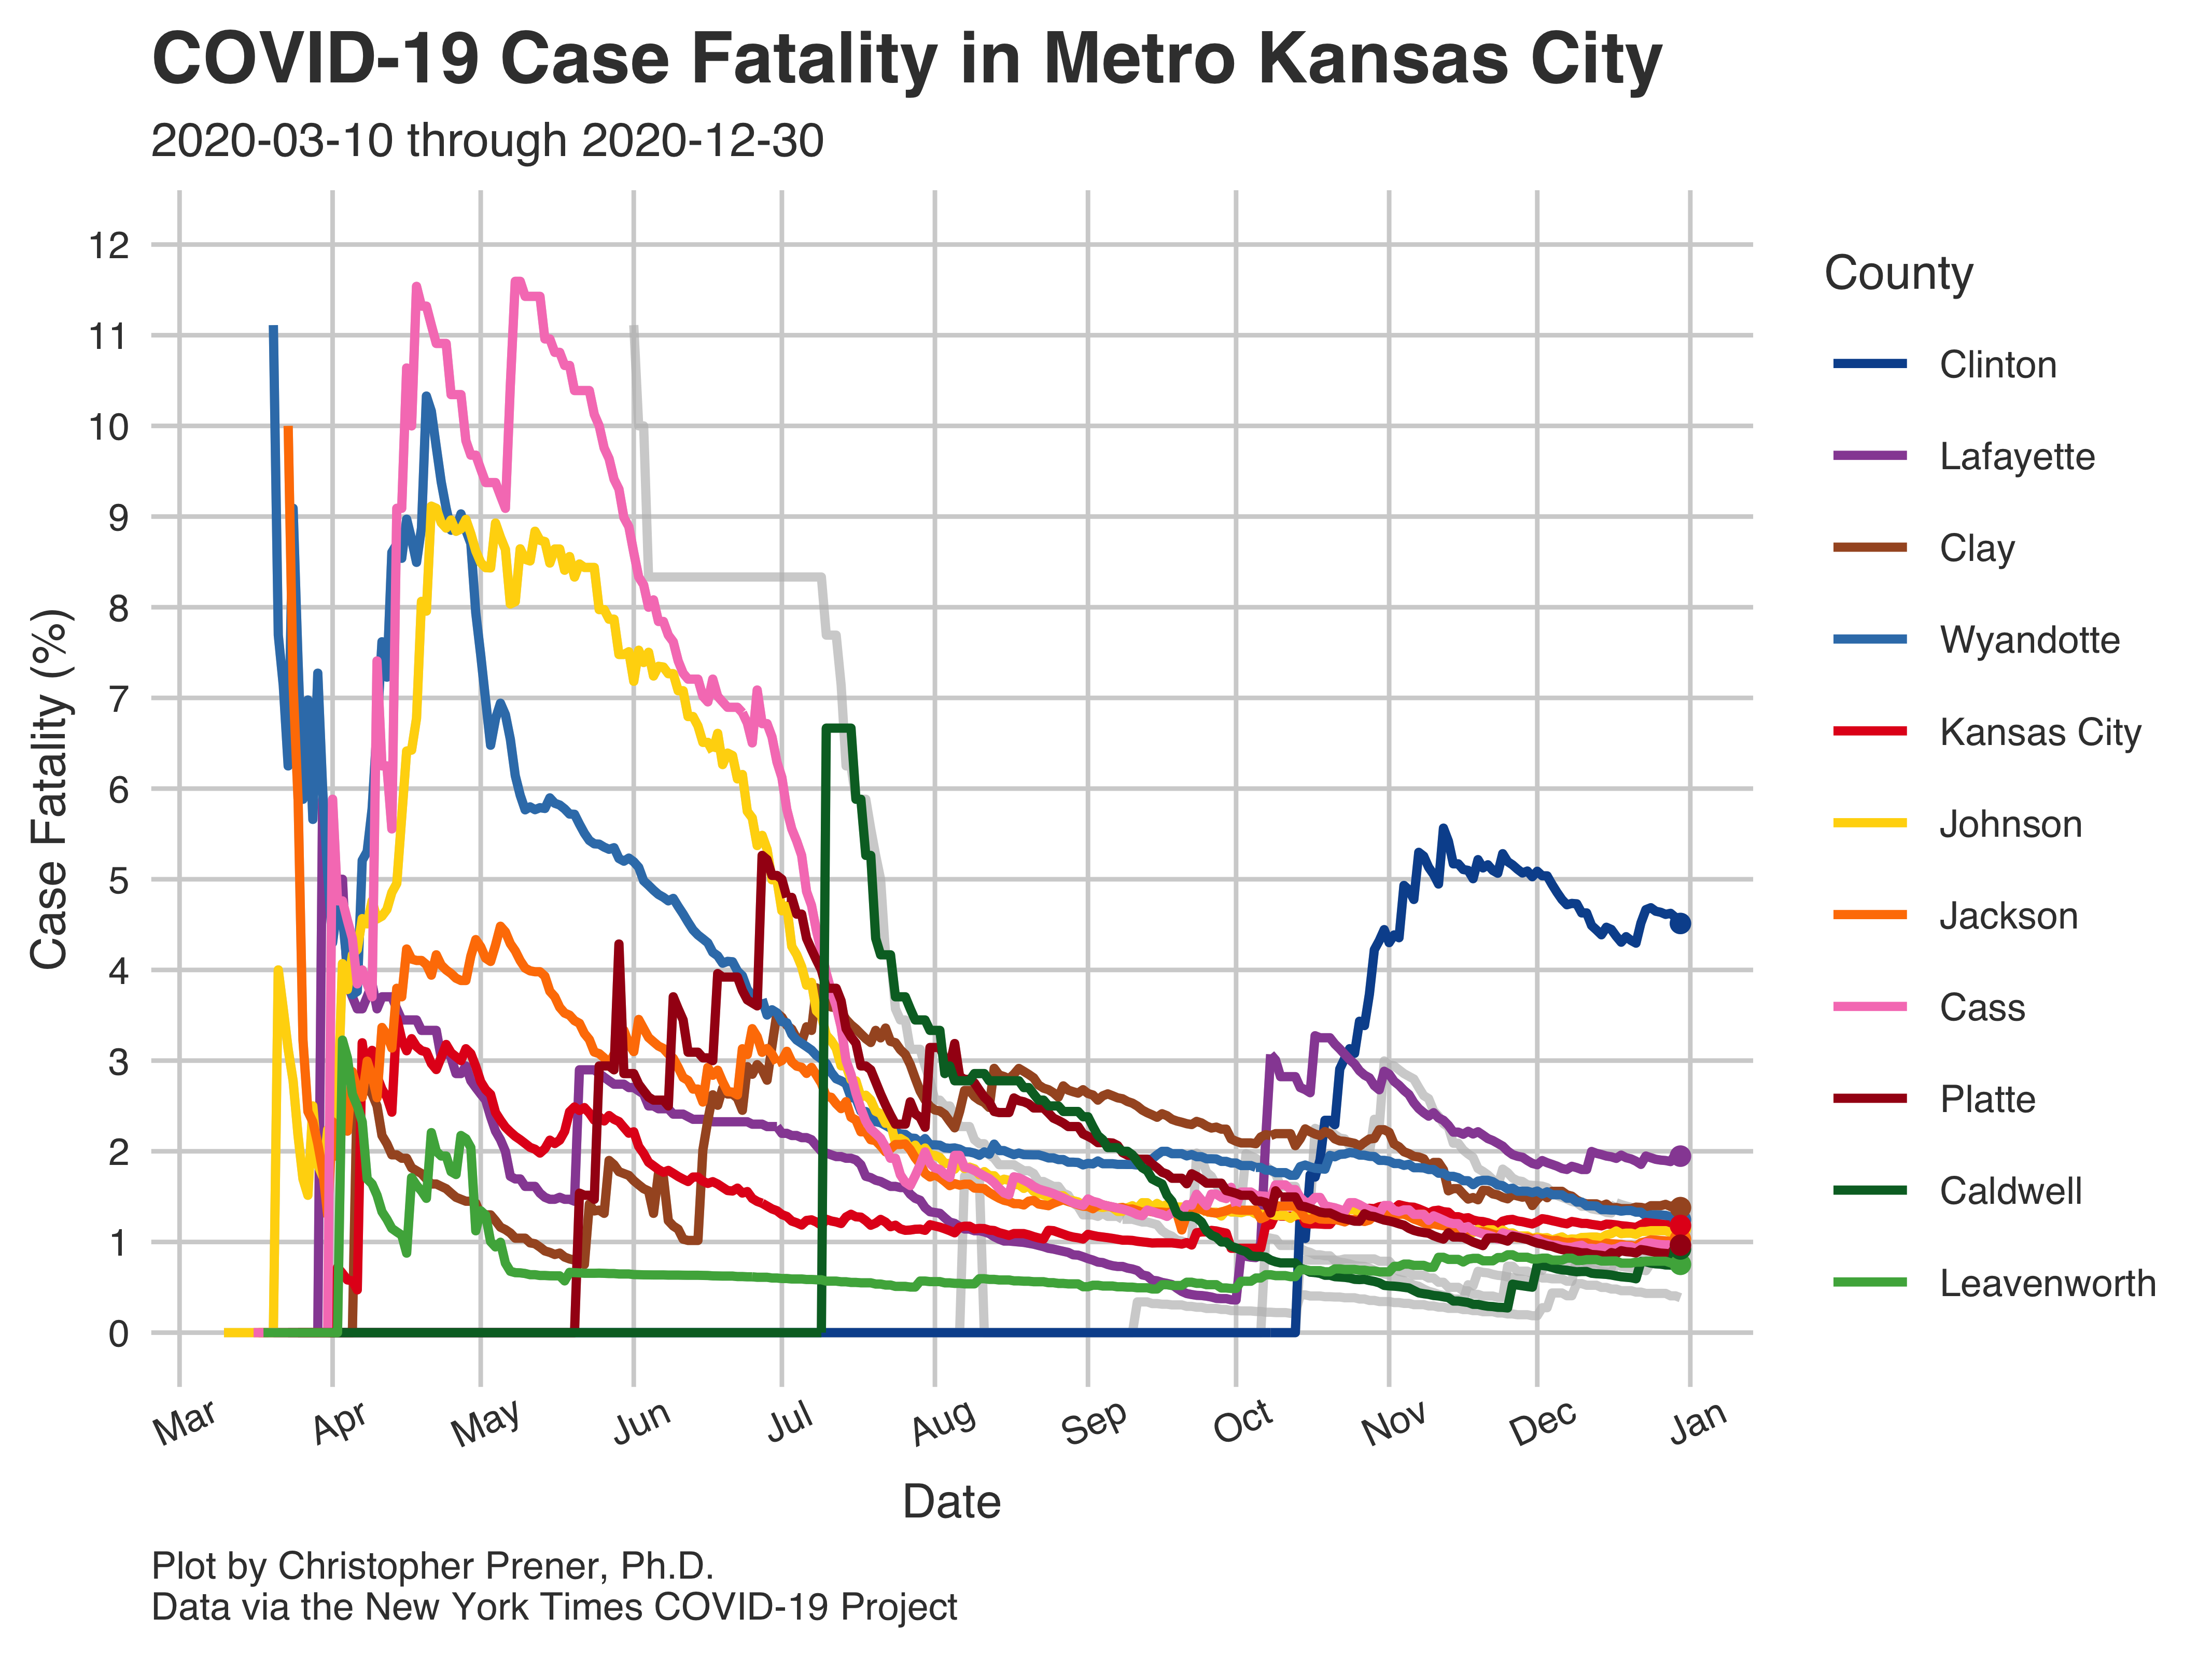 COVID-19 Case Fatality in Metro Kansas City
2020-03-10 through 2020-12-30
Case Fatality (%)
12
11
10
9
8
7
6
5
4
3
2
1
0
Mar Apr May Jun Jul Aug Sep Oct Nov Dec Jan
Date
County
Clinton
Lafayette
Clay
Wyandotte
Kansas City
Johnson
Jackson
Cass
Platte
Caldwell
Leavenworth
Plot by Christopher Prener, Ph.D.
Data via the New York Times COVID-19 Project